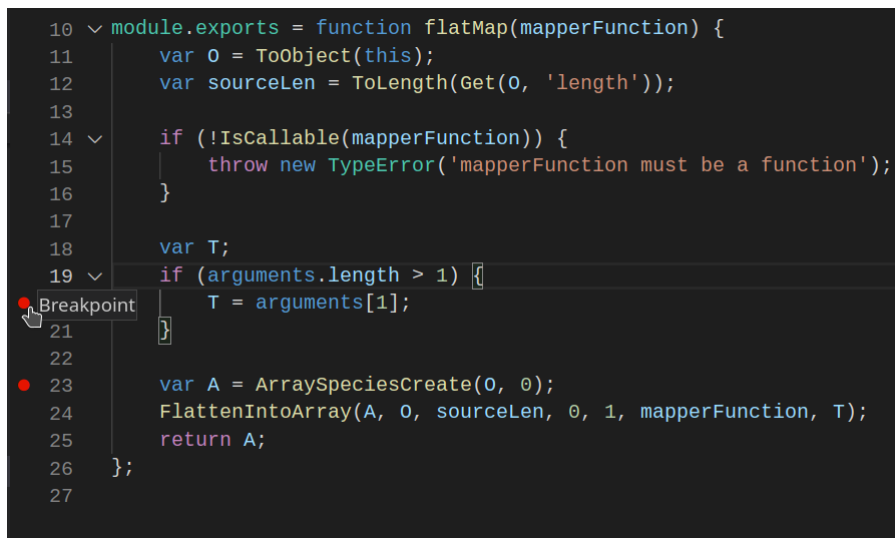 10 module.exports = function flatMap(mapperFunction) {
11 var O = ToObject(this);
12 var sourceLen = ToLength(Get(O, 'length'));
13
14 if (!IsCallable(mapperFunction)) {
15 throw new TypeError('mapperFunction must be a function');
16 }
17
18 var T;
19 if (arguments.length > 1) {
Breakpoint T = arguments[1];
21 }
22
23 var A = ArraySpeciesCreate(O, 0);
24 FlattenIntoArray(A, O, sourceLen, 0, 1, mapperFunction, T);
25 return A;
26 };
27